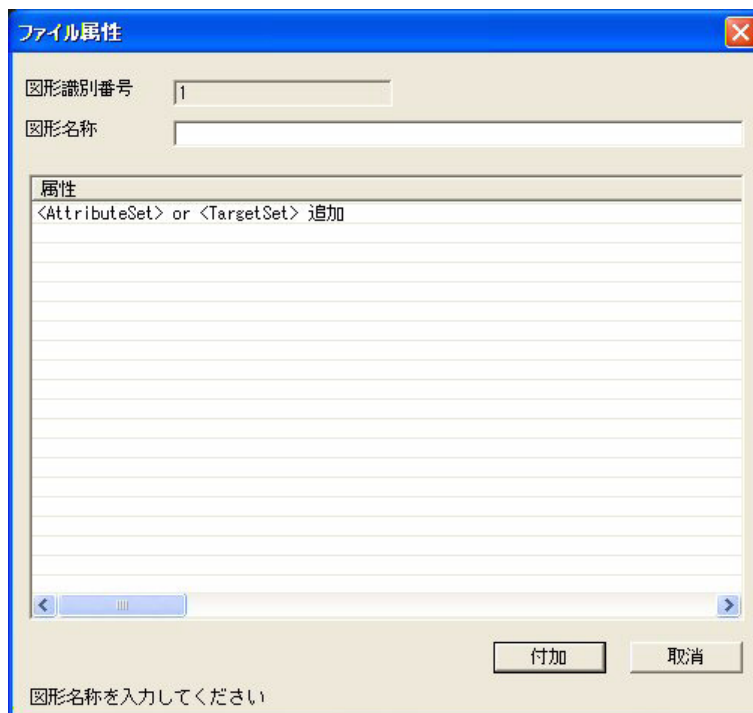 ファイル属性
図形識別番号 1
図形名称
属性
<AttributeSet> or <TargetSet> 追加
付加 取消
図形名称を入力してください